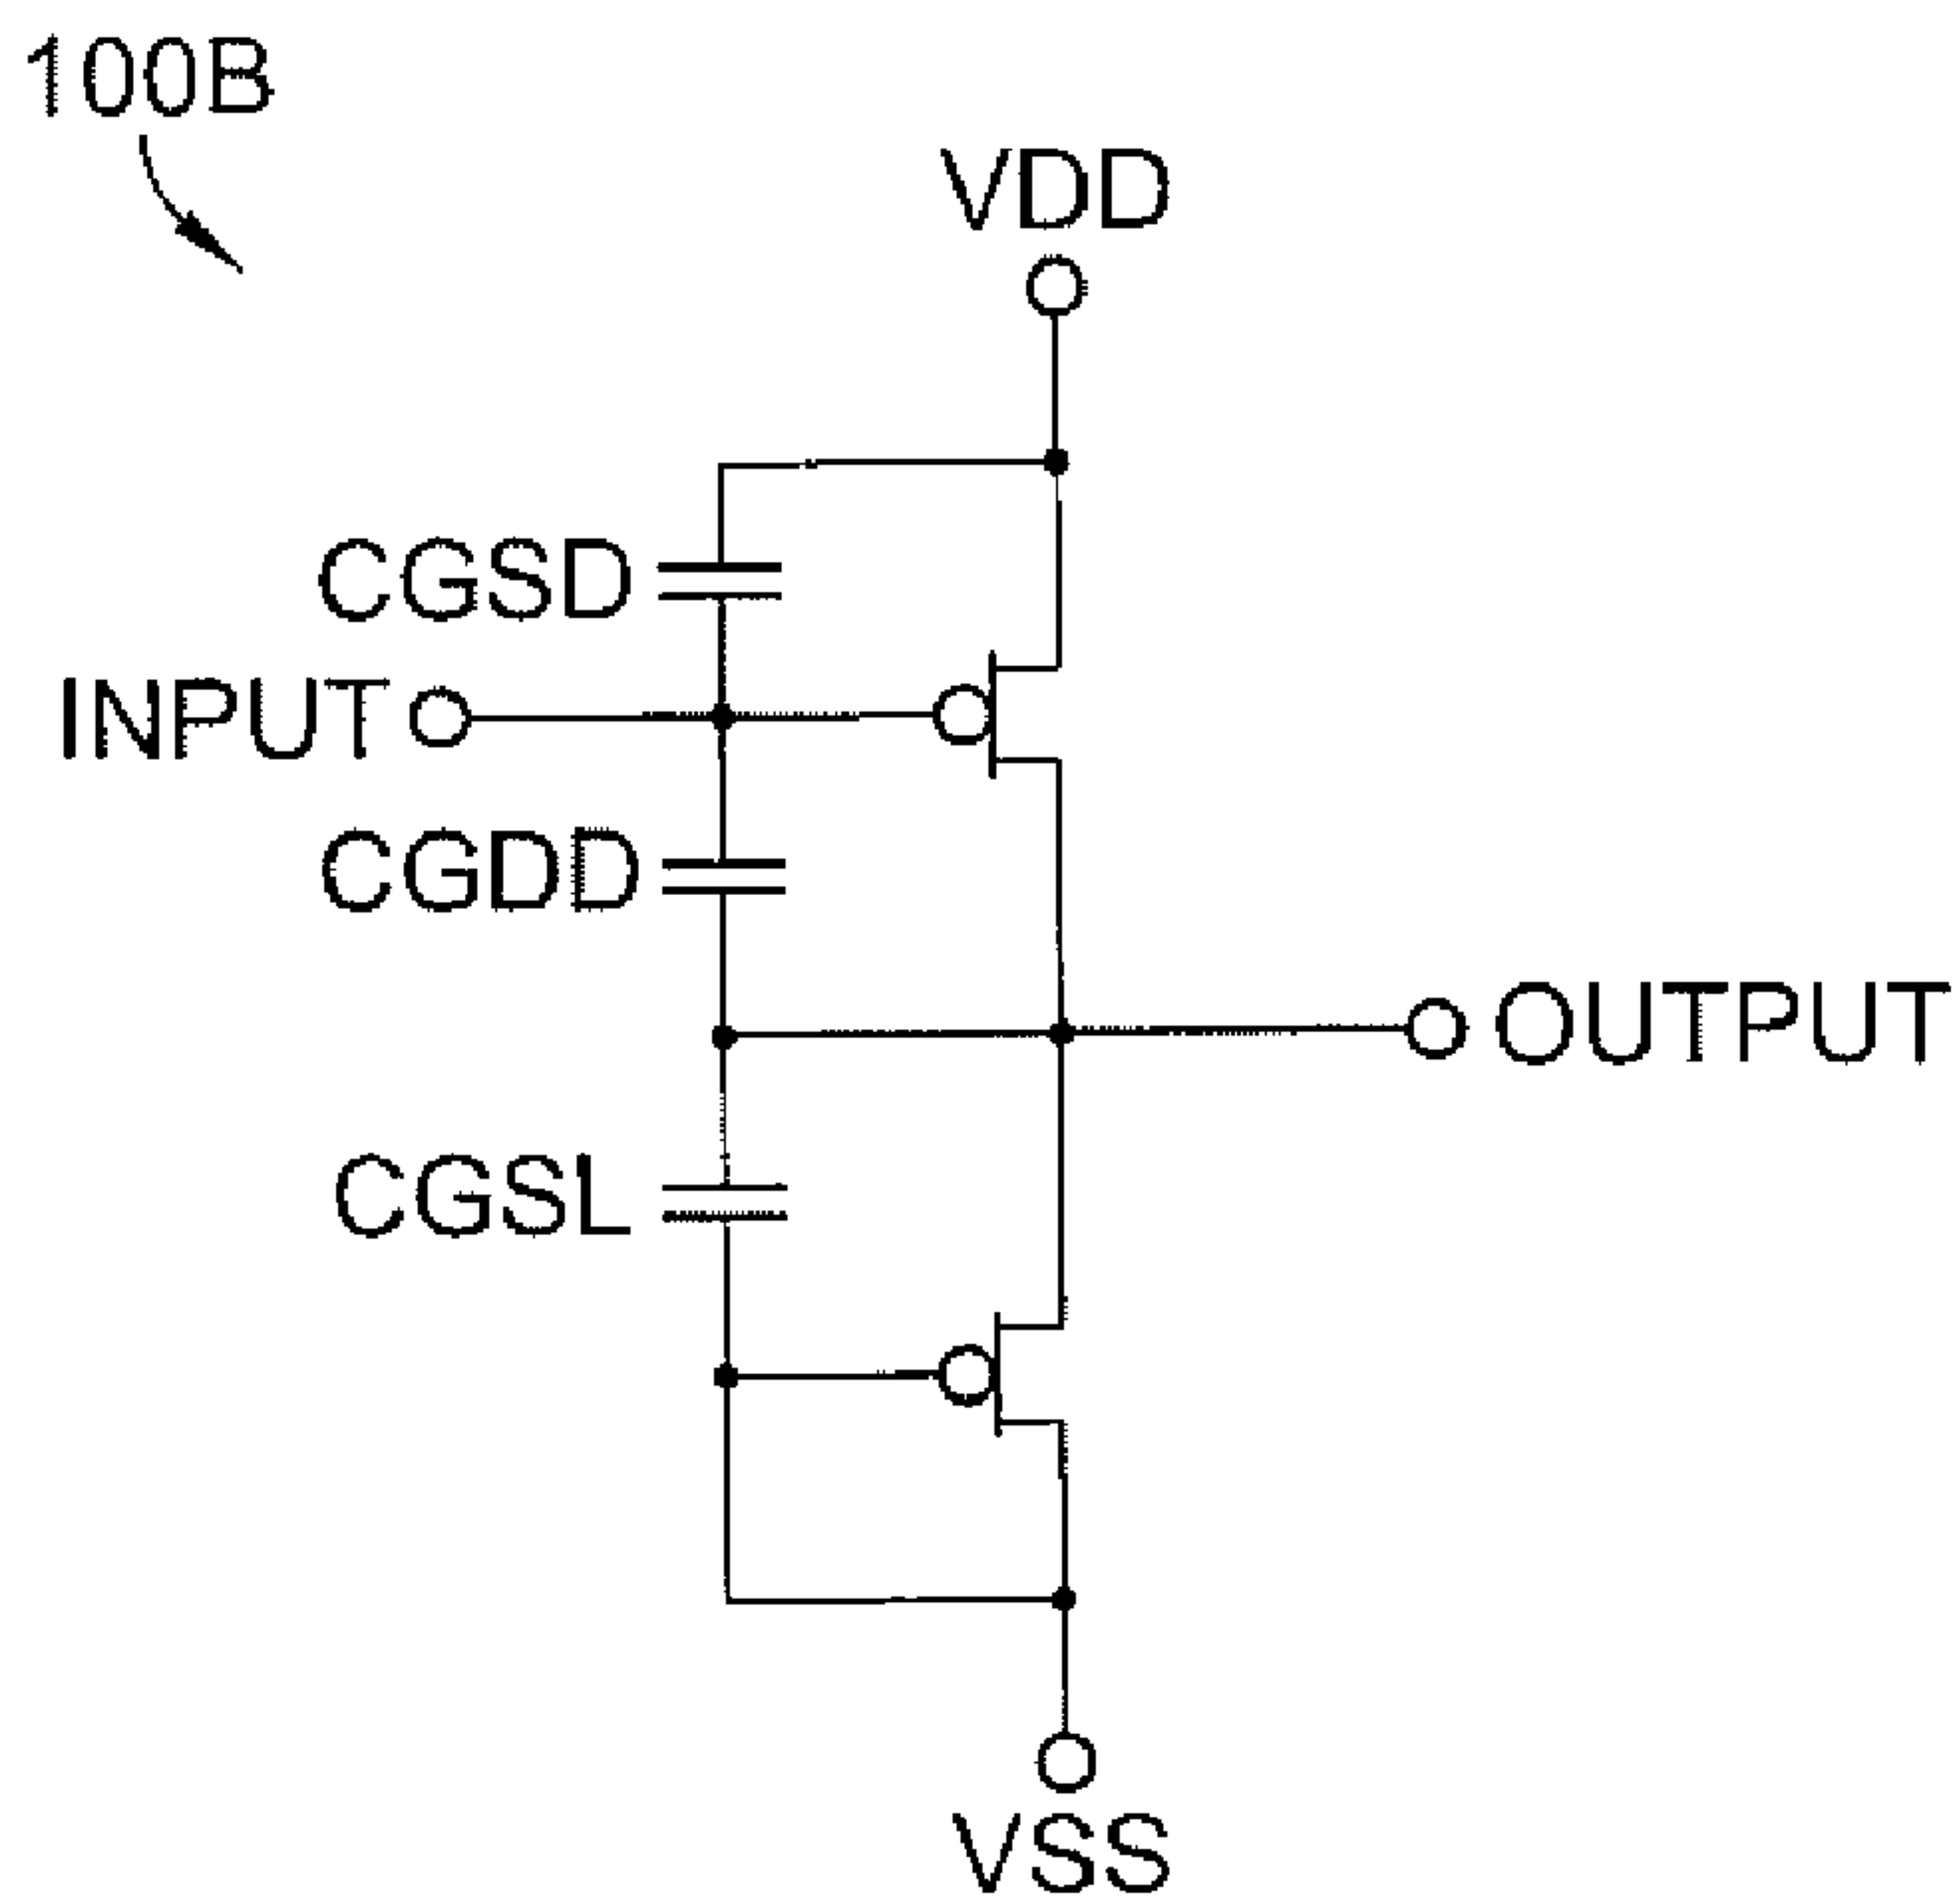 100B
VDD
CGSD
INPUT
CGDD
OUTPUT
CGSL
VSS